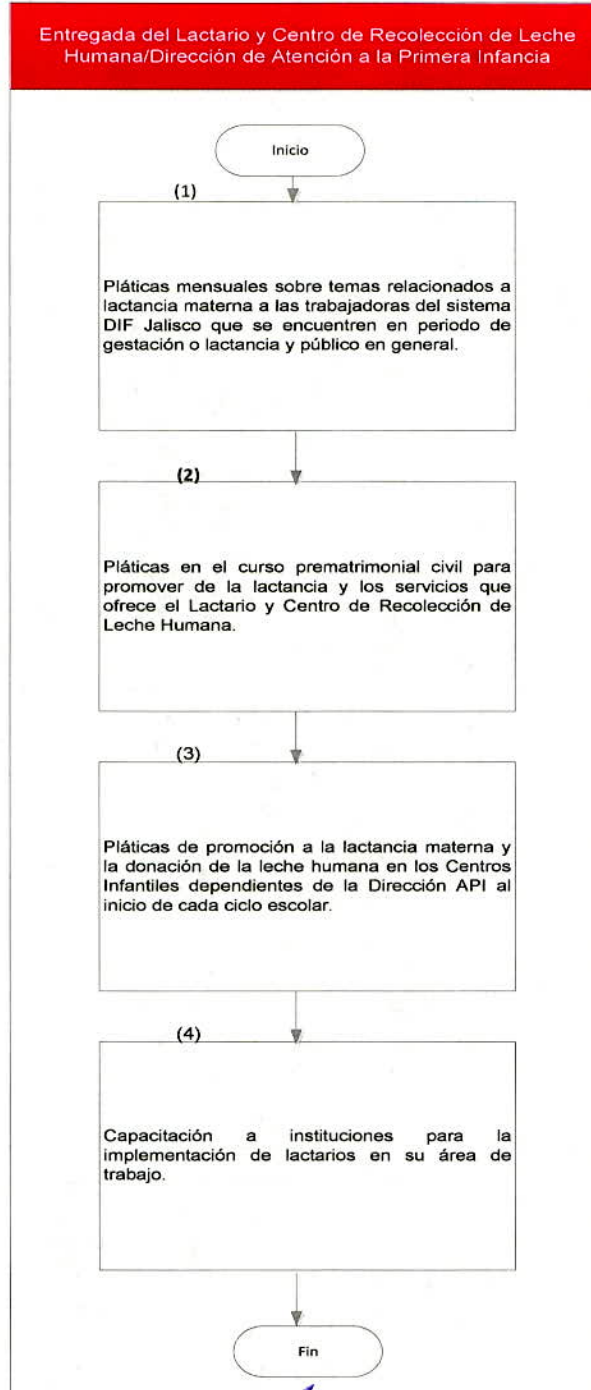 Entregada del Lactario y Centro de Recolección de Leche
Humana/Dirección de Atención a la Primera Infancia
Inicio
(1)
Pláticas mensuales sobre temas relacionados a
lactancia materna a las trabajadoras del sistema
DIF Jalisco que se encuentren en periodo de
gestación o lactancia y público en general.
(2)
Pláticas en el curso prematrimonial civil para
promover de la lactancia y los servicios que
ofrece el Lactario y Centro de Recolección de
Leche Humana.
(3)
Pláticas de promoción a la lactancia materna y
la donación de la leche humana en los Centros
Infantiles dependientes de la Dirección API al
inicio de cada ciclo escolar.
(4)
Capacitación a instituciones para la
implementación de lactarios en su área de
trabajo.
Fin